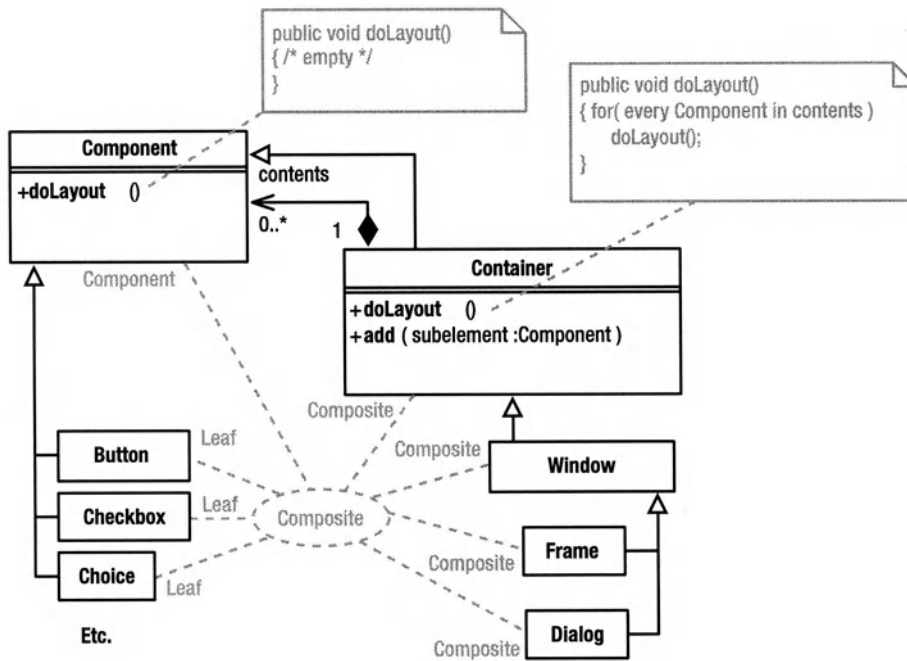 public void doLayout()
{ /* empty */
}
public void doLayout()
{ for( every Component in contents )
doLayout();
}
Component
+doLayout ()
contents
0..*
1
Container
+doLayout ()
+add ( subelement :Component )
Component
Composite
Leaf
Button
Composite
Window
Leaf
Checkbox
Composite
Frame
Composite
Choice
Leaf
Etc.
Dialog
Composite